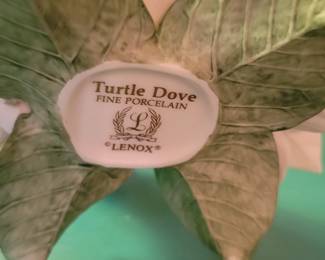 Turtle Dove
FINE PORCELAIN
L
© LENOX®